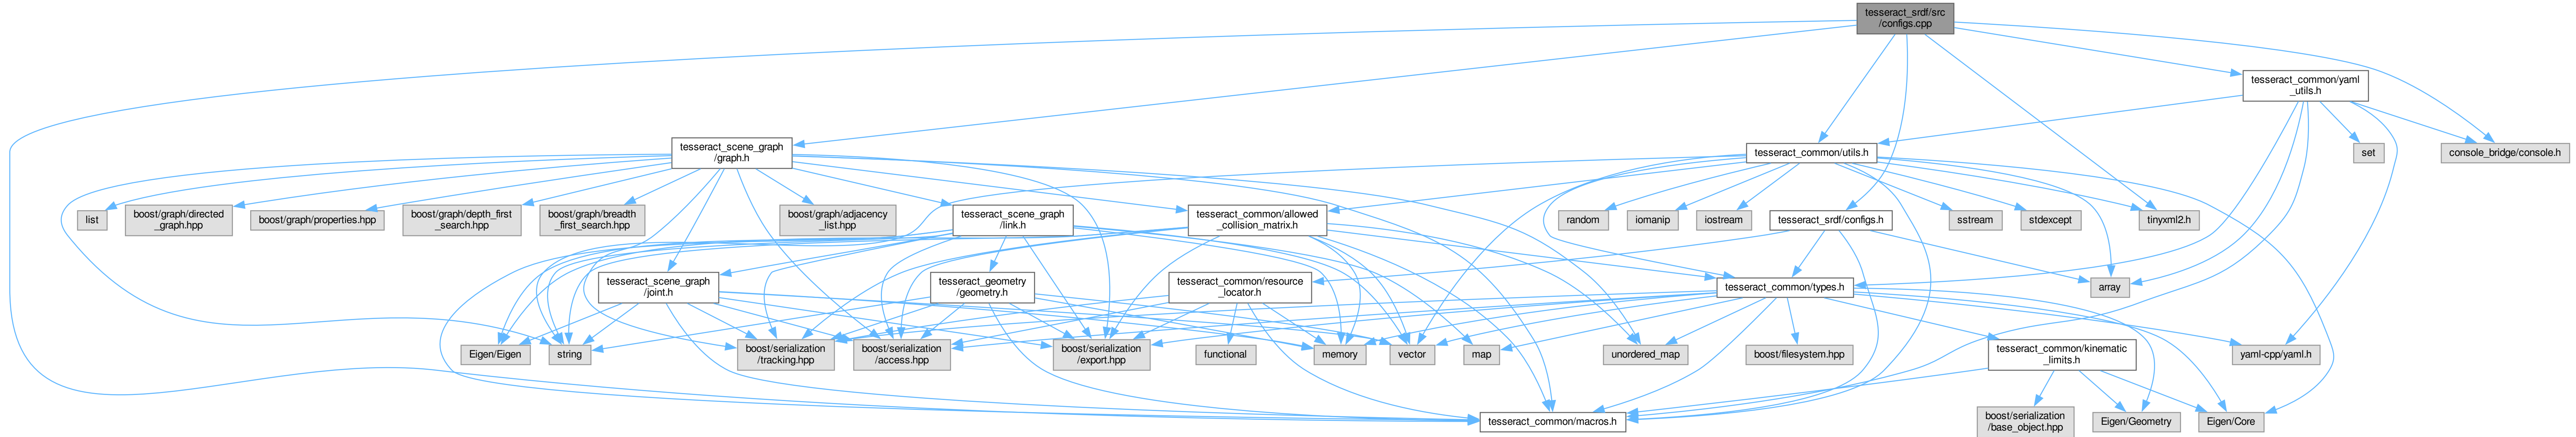 tesseract_srdf/src
/configs.cpp
tesseract_common/yaml
_utils.h
tesseract_scene_graph
/graph.h
tesseract_common/utils.h
set
console_bridge/console.h
list
boost/graph/directed
_graph.hpp
boost/graph/properties.hpp
boost/graph/depth_first
_search.hpp
boost/graph/breadth
_first_search.hpp
boost/graph/adjacency
_list.hpp
tesseract_scene_graph
/link.h
tesseract_common/allowed
_collision_matrix.h
random
iomanip
iostream
tesseract_srdf/configs.h
sstream
stdexcept
tinyxml2.h
tesseract_scene_graph
/joint.h
tesseract_geometry
/geometry.h
tesseract_common/resource
_locator.h
tesseract_common/types.h
array
Eigen/Eigen
string
boost/serialization
/tracking.hpp
boost/serialization
/access.hpp
boost/serialization
/export.hpp
functional
memory
vector
map
unordered_map
boost/filesystem.hpp
tesseract_common/kinematic
_limits.h
yaml-cpp/yaml.h
tesseract_common/macros.h
boost/serialization
/base_object.hpp
Eigen/Geometry
Eigen/Core